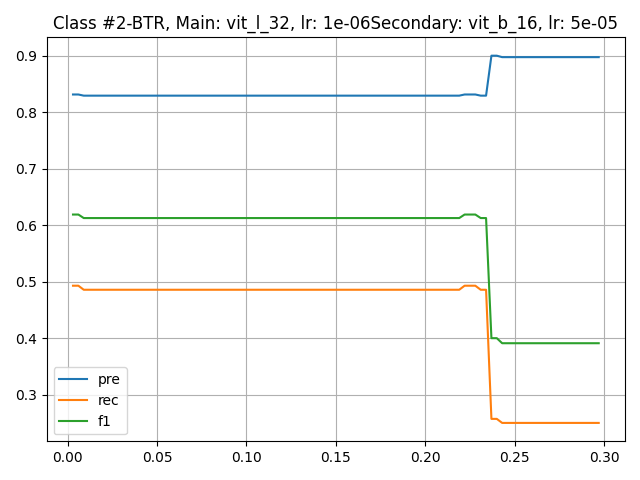 Class #2-BTR, Main: vit_l_32, lr: 1e-06Secondary: vit_b_16, lr: 5e-05
0.9
0.8
0.7
0.6
0.5
0.4
0.3
pre
rec
f1
0.00 0.05 0.10 0.15 0.20 0.25 0.30